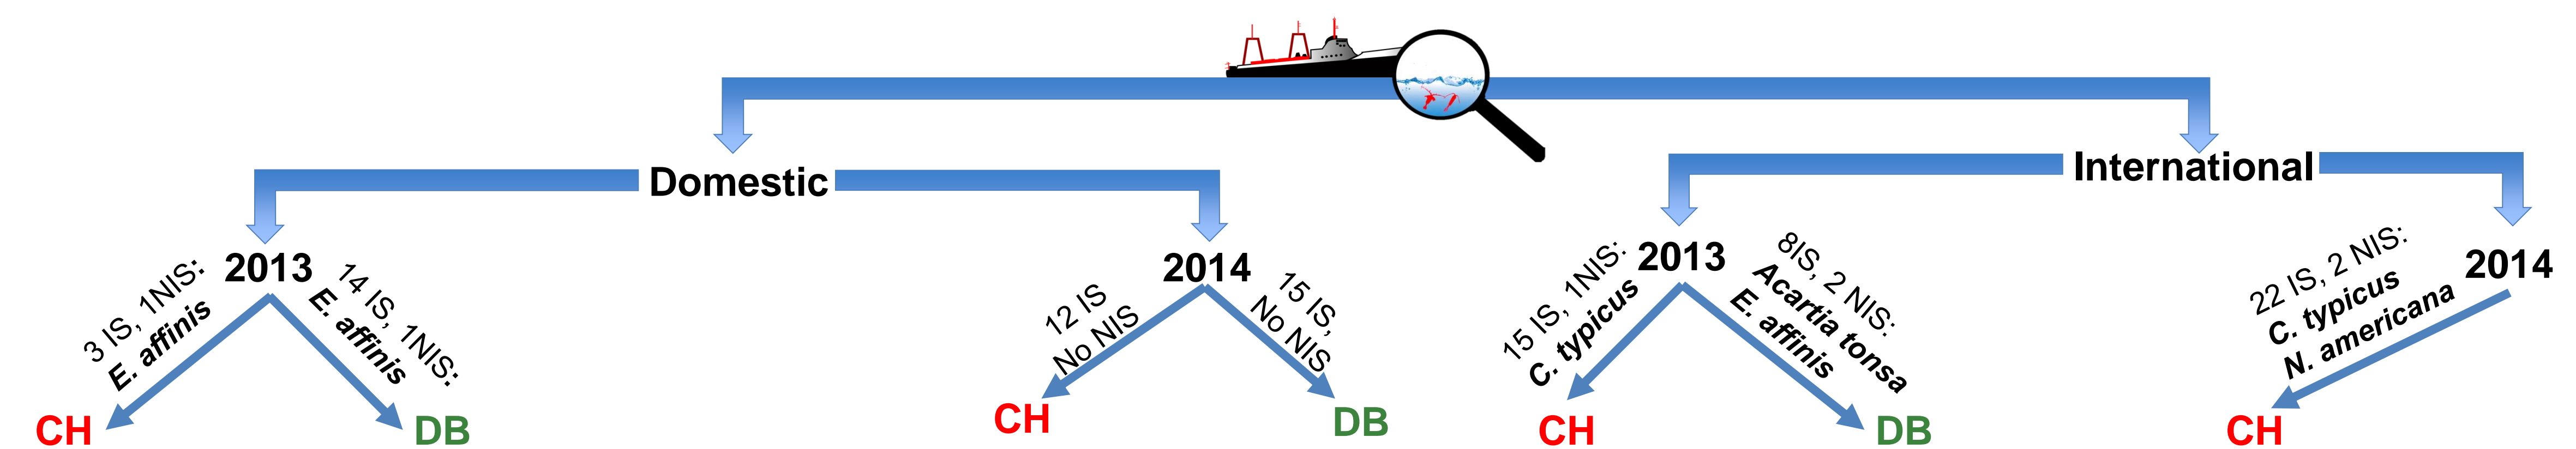 Domestic
International
2013
3 IS, 1NIS:
E. affinis
14 IS, 1NIS:
E. affinis
CH
DB
2014
12 IS
No NIS
15 IS,
No NIS
CH
DB
2013
15 IS, 1NIS:
C. typicus
8IS, 2 NIS:
Acartia tonsa
E. affinis
CH
DB
2014
22 IS, 2 NIS:
C. typicus
N. americana
CH